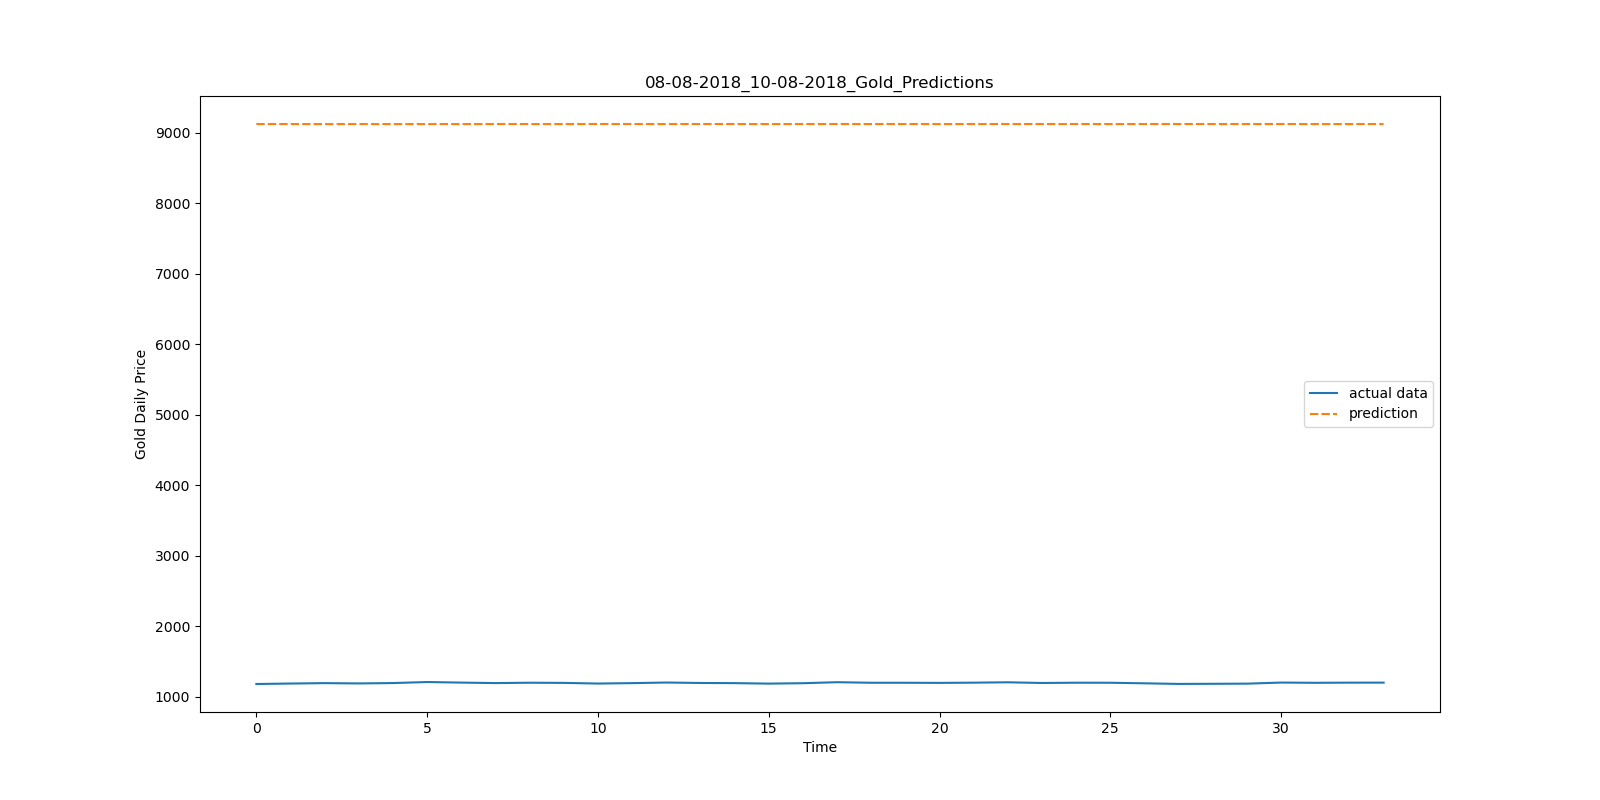 08-08-2018_10-08-2018_Gold_Predictions
9000
8000
7000
6000
5000
4000
3000
2000
1000
Gold Daily Price
actual data
prediction
0 5 10 15 20 25 30
Time